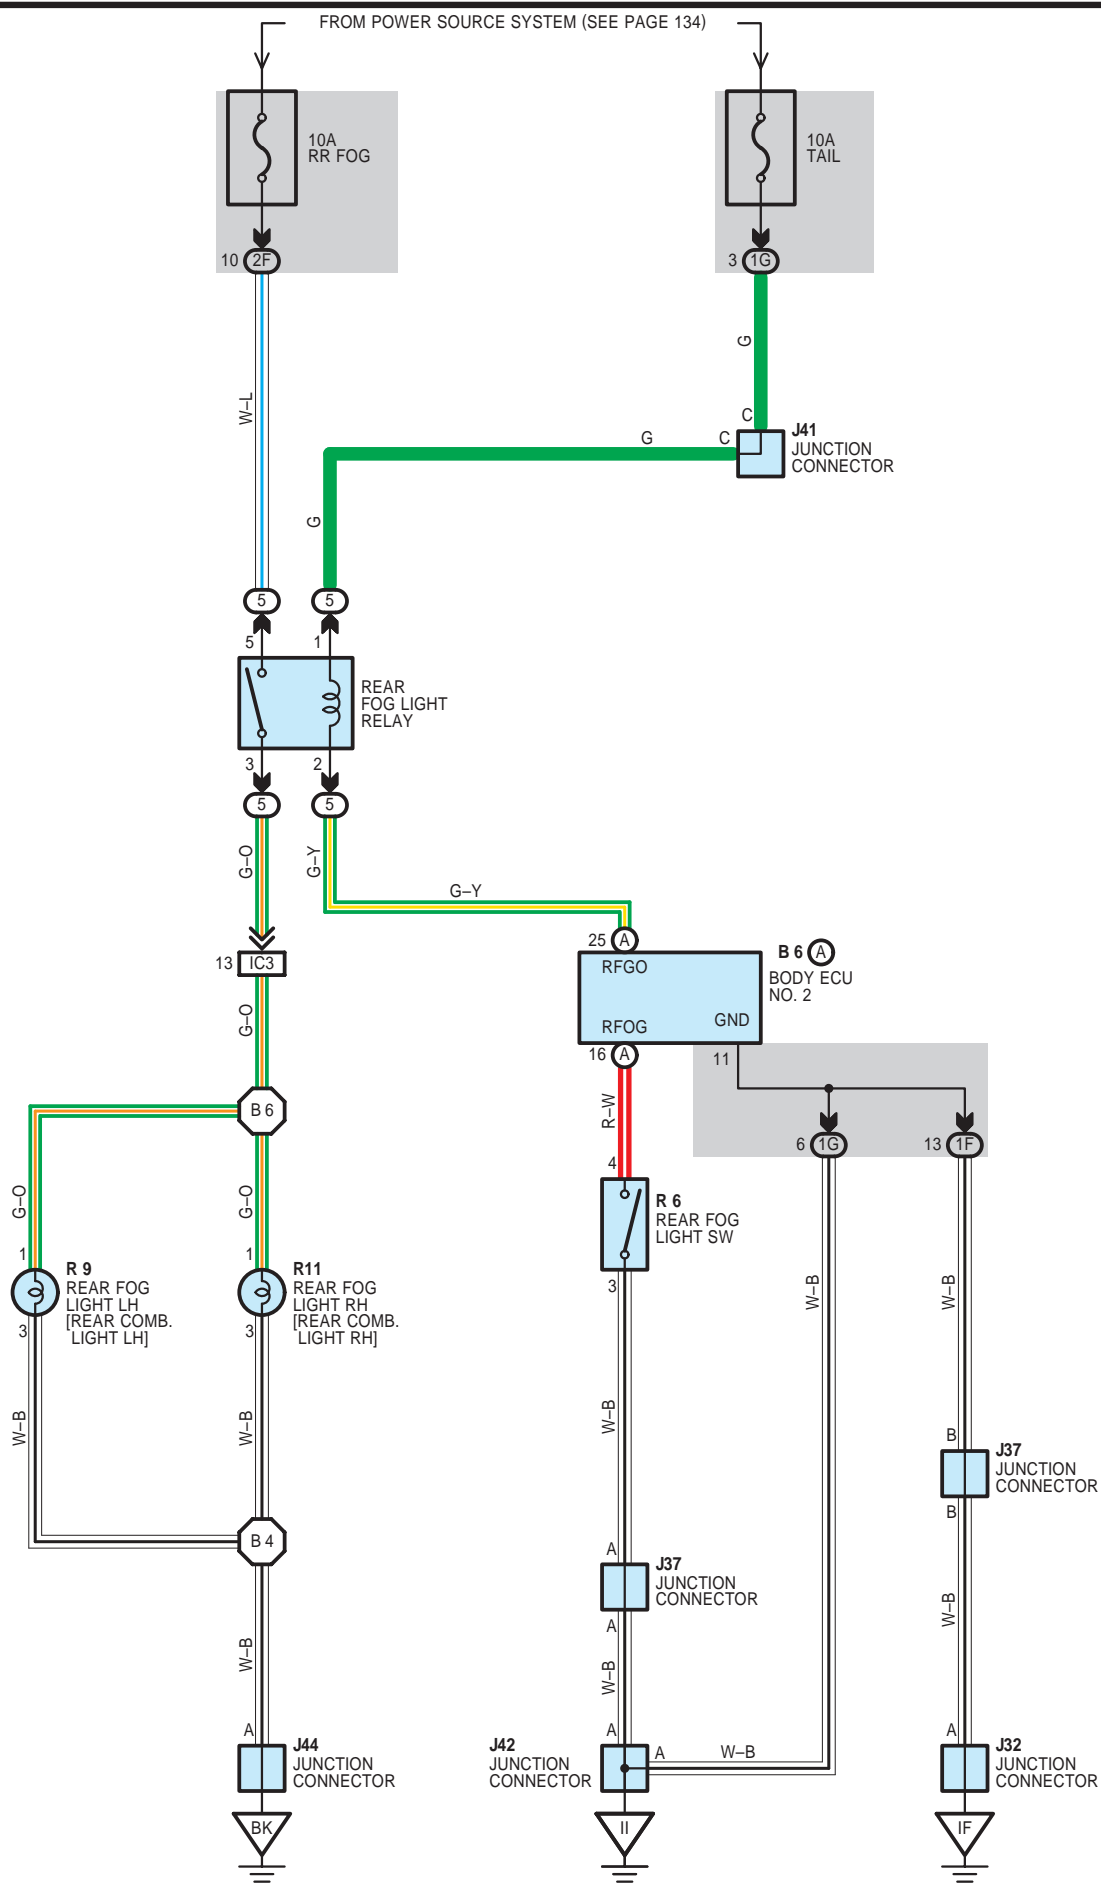 FROM POWER SOURCE SYSTEM (SEE PAGE 134)
10A
RR FOG
10A
TAIL
10 2F
3 1G
G
W–L
C
C
G
J41
JUNCTION
CONNECTOR
G
5
5
5
1
REAR
FOG LIGHT
RELAY
3
2
5
5
G–O
G–Y
G–Y
25 A
B 6 A
BODY ECU
NO. 2
RFGO
RFOG
GND
13 IC3
G–O
16 A
11
R–W
B 6
6 1G
13 1F
4
G–O
G–O
R 6
REAR FOG
LIGHT SW
1
R 9
REAR FOG
LIGHT LH
[REAR COMB.
LIGHT LH]
3
1
R11
REAR FOG
LIGHT RH
[REAR COMB.
LIGHT RH]
3
3
W–B
W–B
W–B
W–B
W–B
B
J37
JUNCTION
CONNECTOR
B
B 4
A
J37
JUNCTION
CONNECTOR
A
W–B
W–B
W–B
A
J44
JUNCTION
CONNECTOR
J42
JUNCTION
CONNECTOR
A
A
W–B
A
J32
JUNCTION
CONNECTOR
BK
II
IF